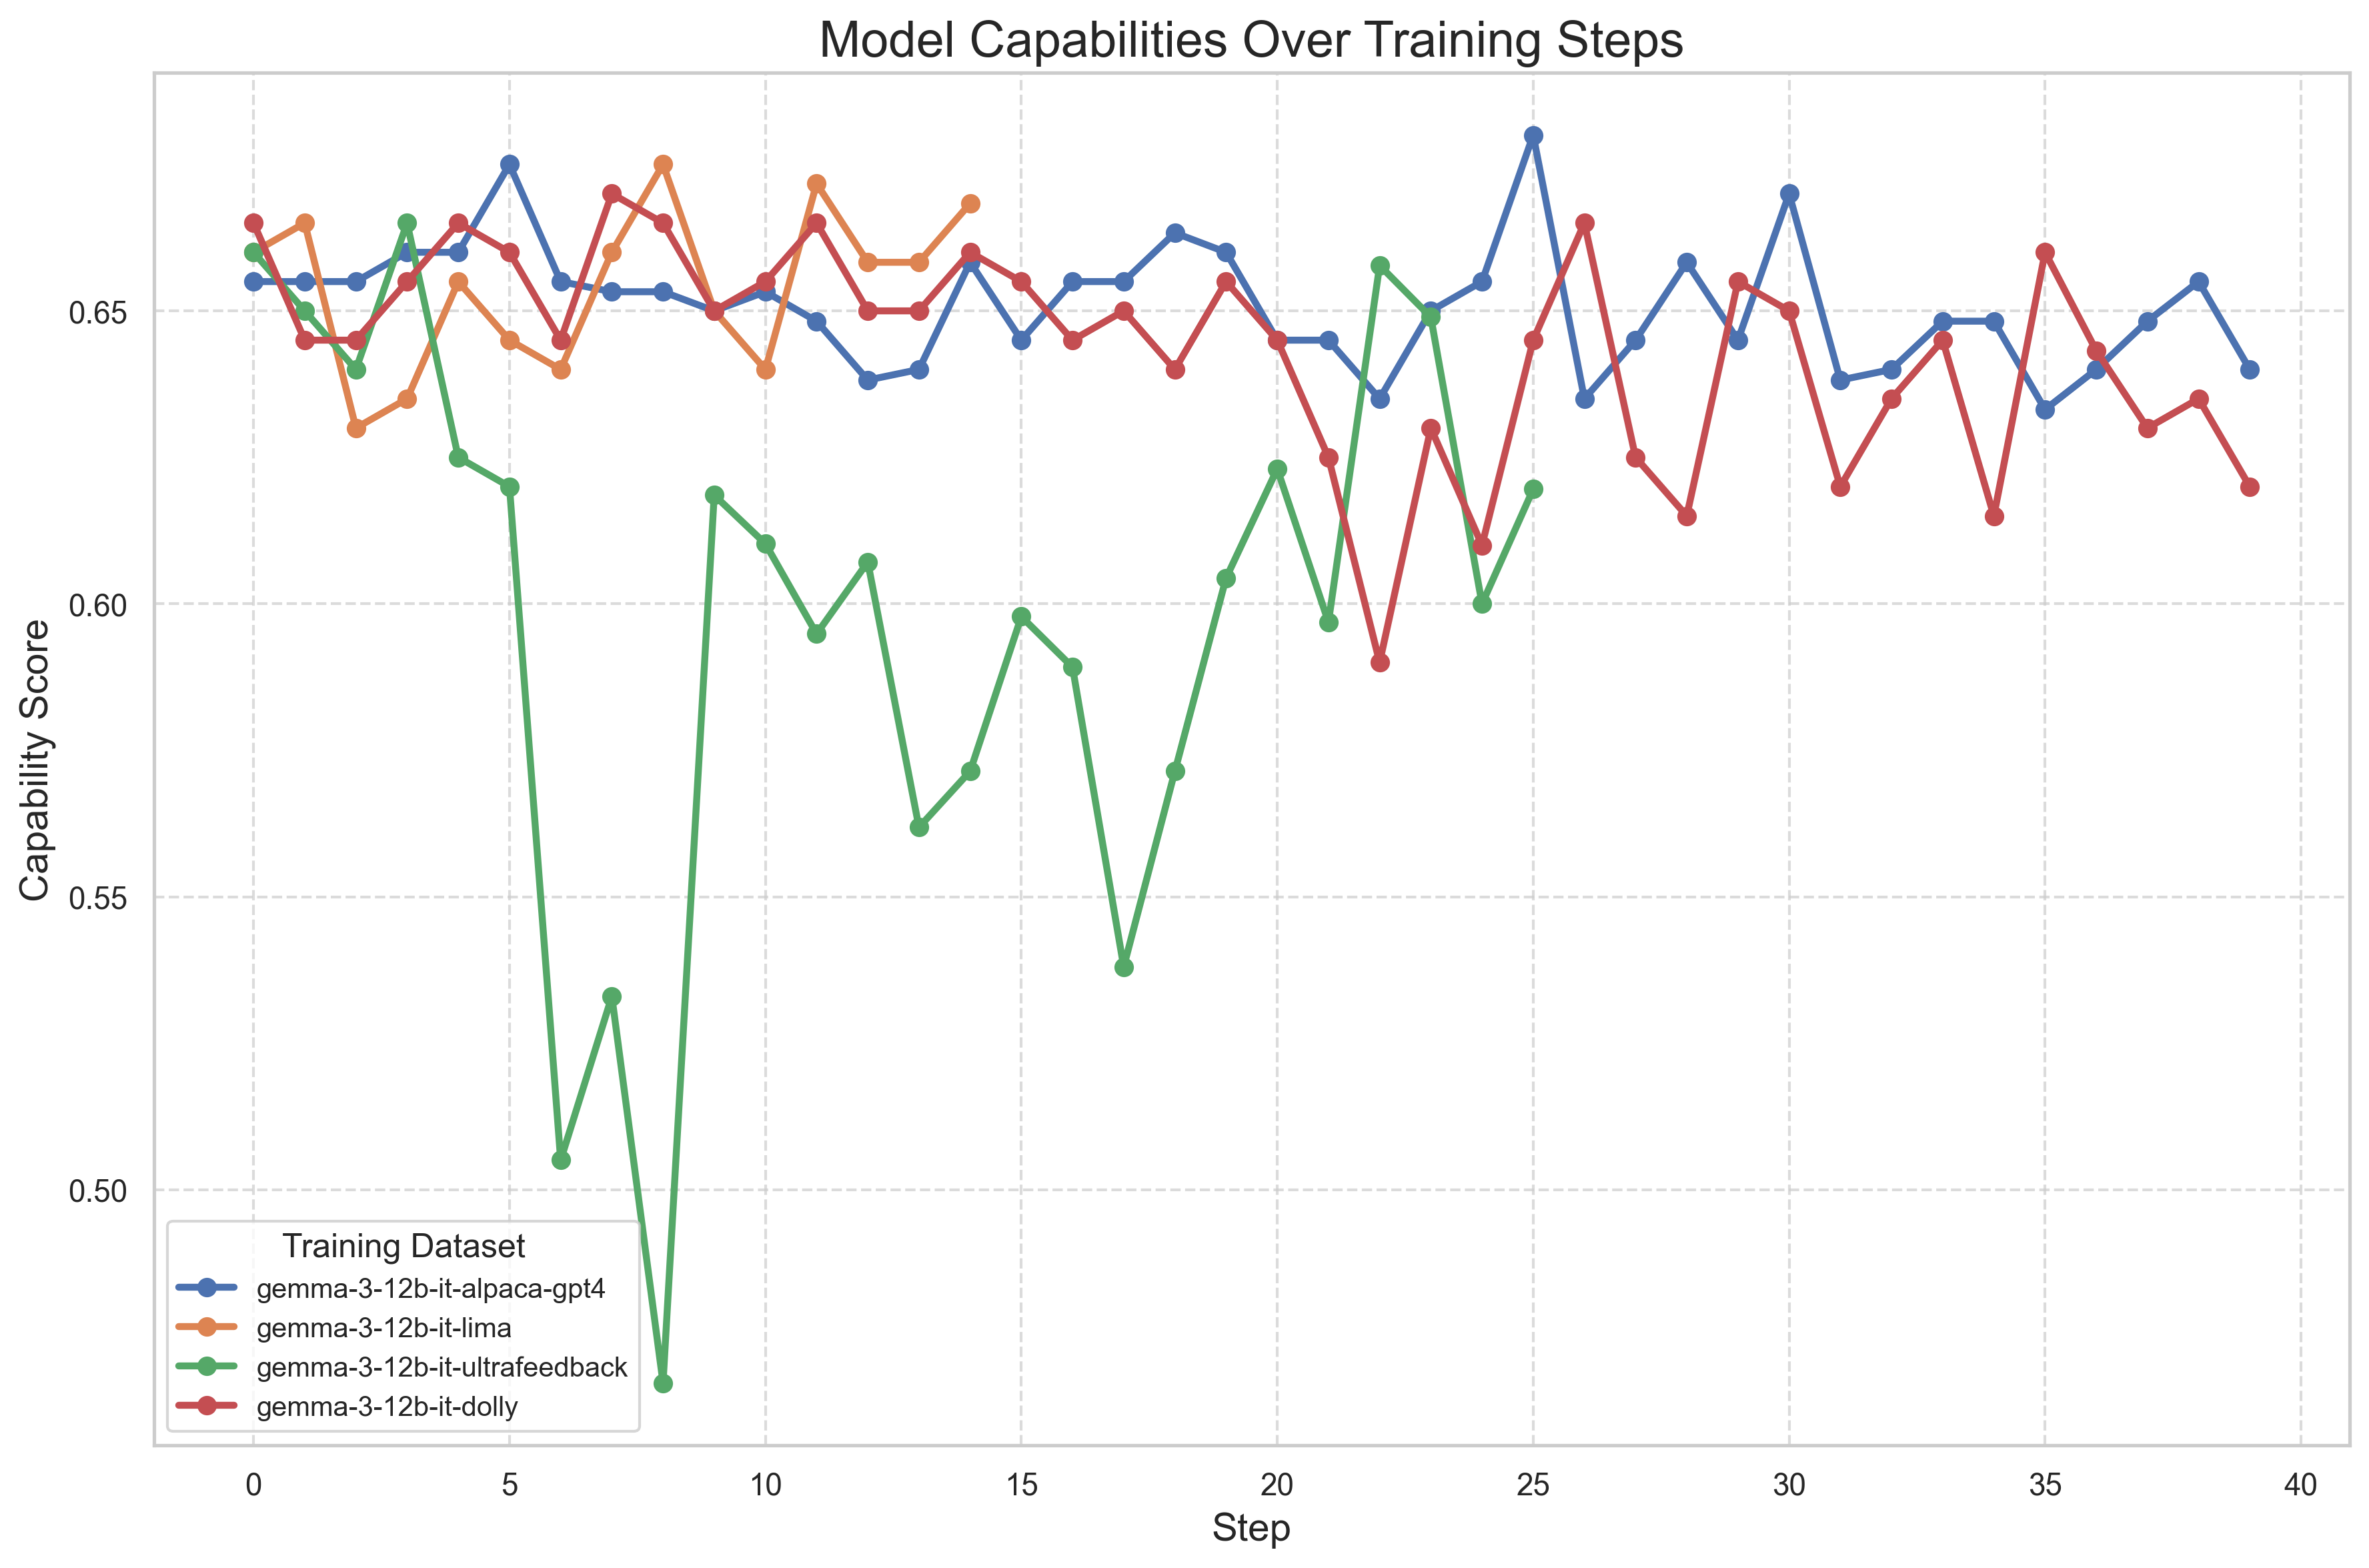 Model Capabilities Over Training Steps
Capability Score
0.65
0.60
0.55
0.50
Training Dataset
gemma-3-12b-it-alpaca-gpt4
gemma-3-12b-it-lima
gemma-3-12b-it-ultrafeedback
gemma-3-12b-it-dolly
0 5 10 15 20 25 30 35 40
Step